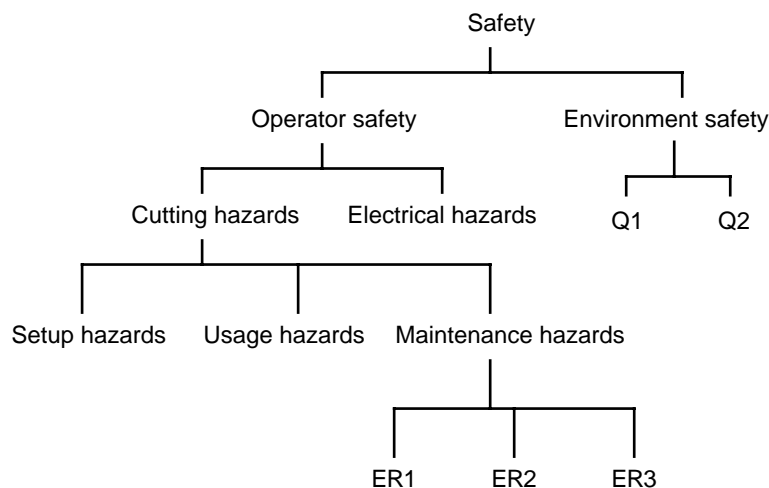 Safety
Operator safety
Environment safety
Cutting hazards
Electrical hazards
Q1
Q2
Setup hazards
Usage hazards
Maintenance hazards
ER1
ER2
ER3